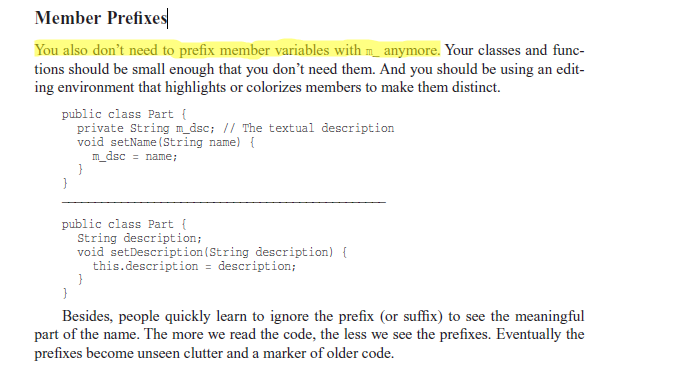 Member Prefixes
You also don't need to prefix member variables with m_ anymore. Your classes and func-
tions should be small enough that you don't need them. And you should be using an edit-
ing environment that highlights or colorizes members to make them distinct.
public class Part {
private String m_dsc; // The textual description
void setName(String name) {
m_dsc = name;
}
}
public class Part {
String description;
void setDescription(String description) {
this.description = description;
}
}
Besides, people quickly learn to ignore the prefix (or suffix) to see the meaningful
part of the name. The more we read the code, the less we see the prefixes. Eventually the
prefixes become unseen clutter and a marker of older code.